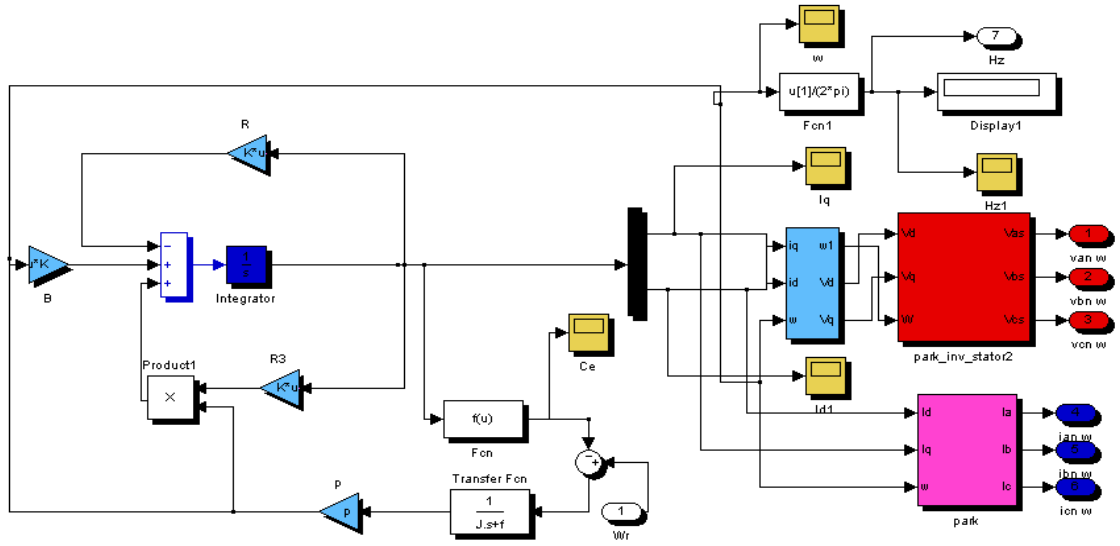 w
7
Hz
u[1]/(2*pi)
Fcn1
Display1
R
K*u
Iq
Hz1
B
1
s
Integrator
−
+
+
iq
id
w
w1
Vd
Vq
Vd
Vq
W
Vas
Vbs
park_inv_stator2
1
van w
2
vbn w
3
vcn w
Ce
Product1
×
R3
K*u
Id1
f(u)
Fcn
−
+
Id
Iq
w
Ia
Ib
Ic
park
4
ian w
ibn w
icn w
P
p
Transfer Fcn
1
J.s+f
1
Wr